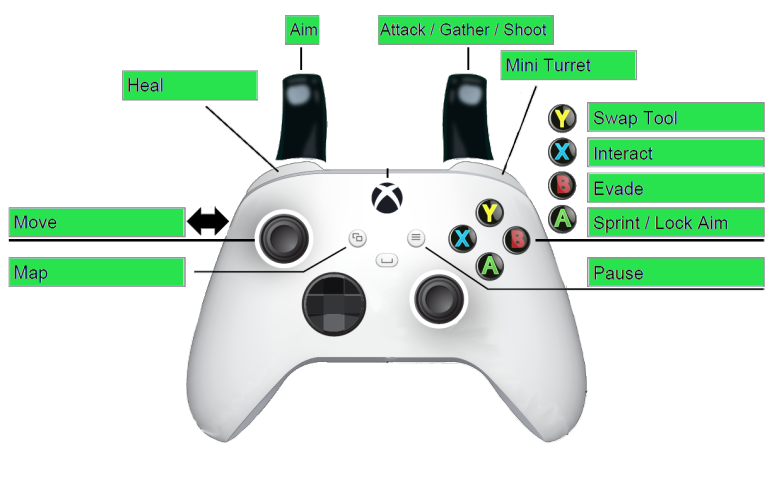 Aim
Attack / Gather / Shoot
Heal
Mini Turret
Y Swap Tool
X Interact
B Evade
A Sprint / Lock Aim
Move
Y
X
B
A
Map
Pause